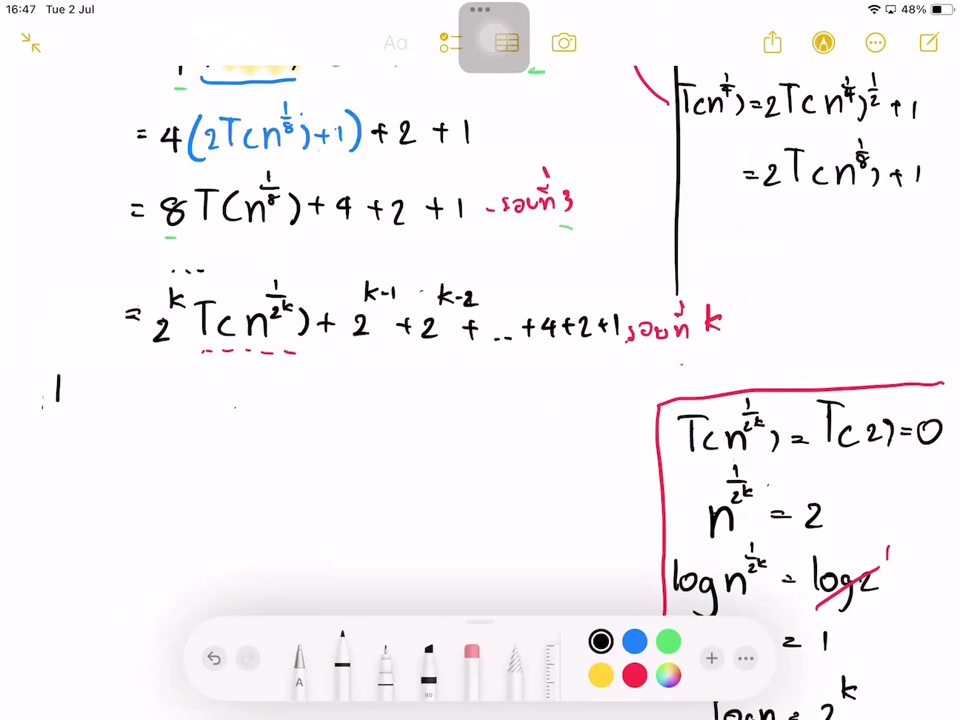 16:47 Tue 2 Jul
48%
Aa
= 4(2T(n^{1/8})+1) + 2 + 1
= 8T(n^{1/8}) + 4 + 2 + 1 - รอบที่ 3
...
= 2^k T(n^{1/2^k}) + 2^{k-1} + 2^{k-2} + ... + 4+2+1 รอบที่ k
T(n^{1/4}) = 2T(n^{1/4})^{1/2} + 1
= 2T(n^{1/8}) + 1
T(n^{1/2^k}) = T(2) = 0
n^{1/2^k} = 2
log n^{1/2^k} = log 2 1
= 1
log n = 2^k
A
80